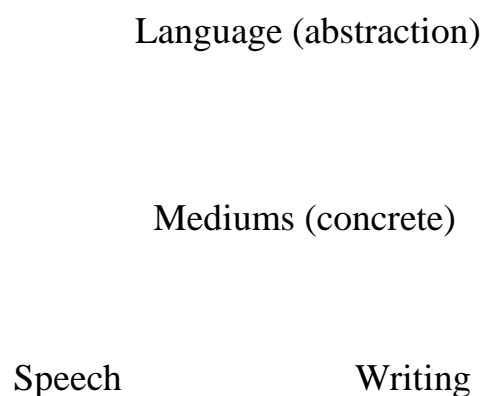 Language (abstraction)
Mediums (concrete)
Speech Writing